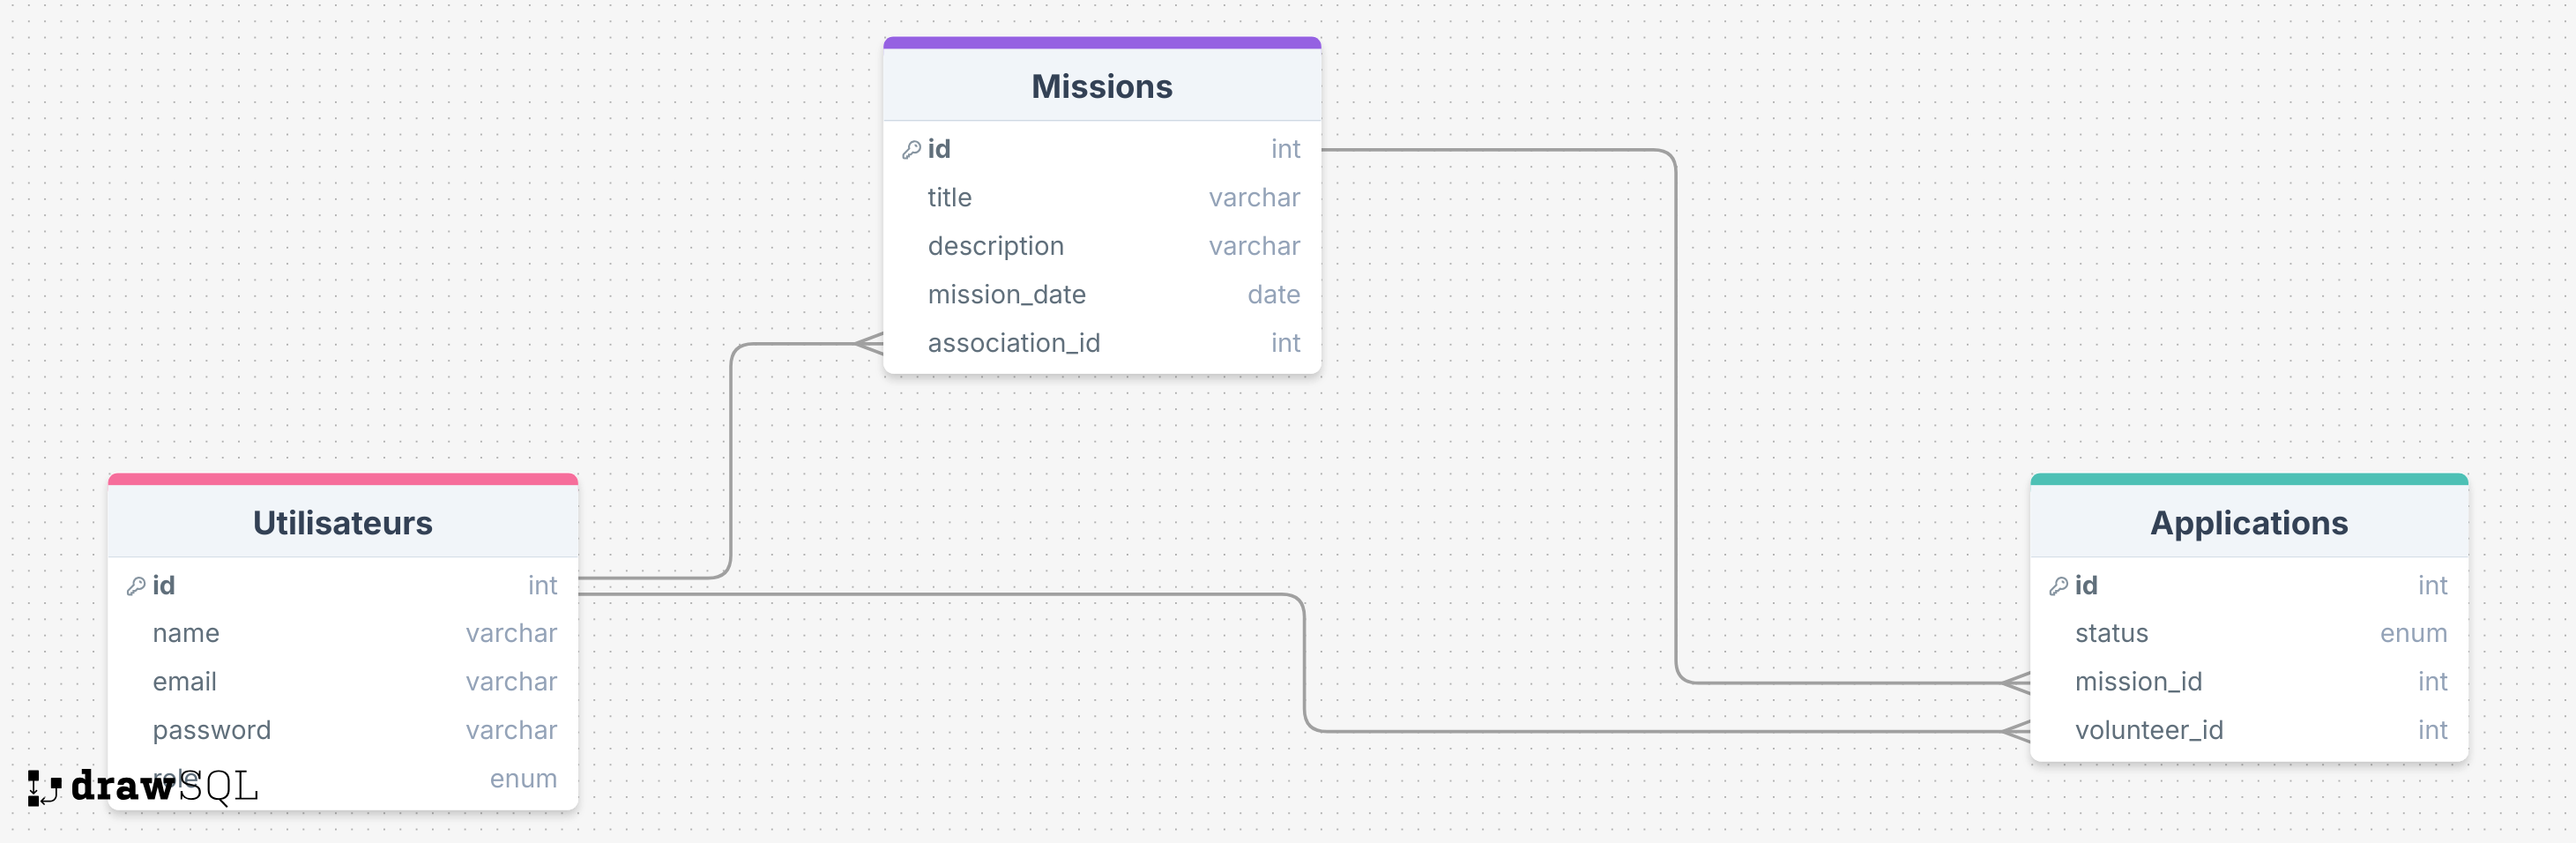 Missions
id int
title varchar
description varchar
mission_date date
association_id int
Utilisateurs
id int
name varchar
email varchar
password varchar
role enum
drawSQL
Applications
id int
status enum
mission_id int
volunteer_id int